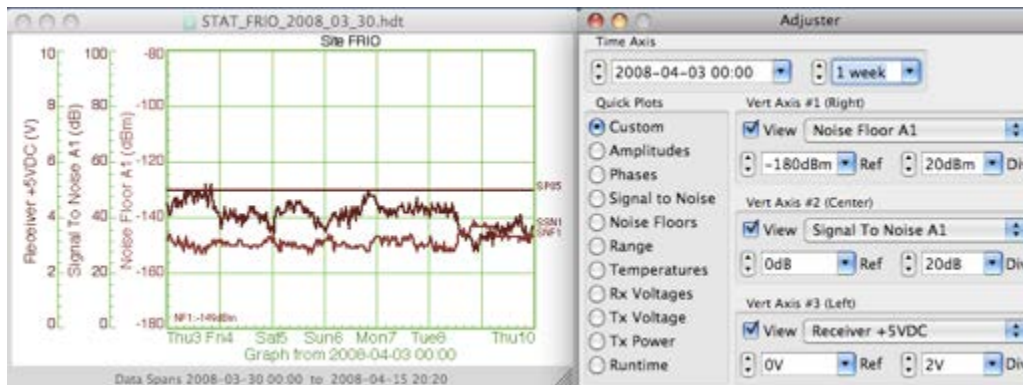 STAT_FRIO_2008_03_30.hdt
Site FRIO
10
8
6
4
2
0
Receiver +5VDC (V)
100
80
60
40
20
0
Signal To Noise A1 (dB)
-80
-100
-120
-140
-160
-180
Noise Floor A1 (dBm)
SP05
SSN1
SNF1
NF1:-149dBm
Thu3 Fri4 Sat5 Sun6 Mon7 Tue8 Thu10
Graph from 2008-04-03 00:00
Data Spans 2008-03-30 00:00 to 2008-04-15 20:20
Adjuster
Time Axis
2008-04-03 00:00
1 week
Quick Plots
Custom
Amplitudes
Phases
Signal to Noise
Noise Floors
Range
Temperatures
Rx Voltages
Tx Voltage
Tx Power
Runtime
Vert Axis #1 (Right)
View Noise Floor A1
-180dBm Ref 20dBm Di
Vert Axis #2 (Center)
View Signal To Noise A1
0dB Ref 20dB Di
Vert Axis #3 (Left)
View Receiver +5VDC
0V Ref 2V Di